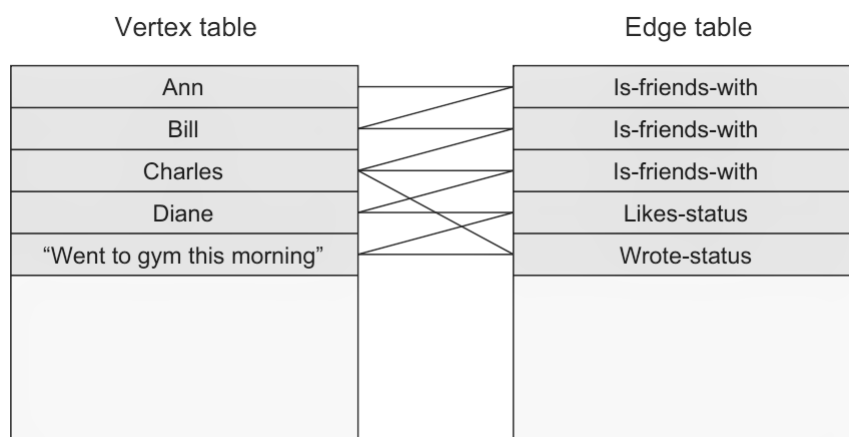 Vertex table
Edge table
Ann
Is-friends-with
Bill
Is-friends-with
Charles
Is-friends-with
Diane
Likes-status
“Went to gym this morning”
Wrote-status